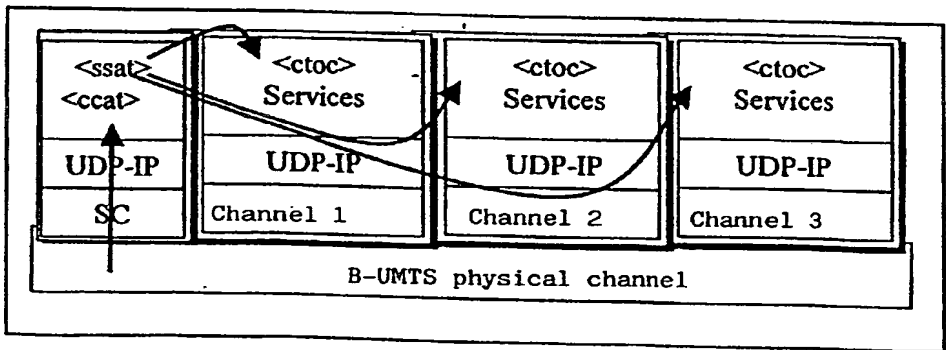 <ssat>
<ccat>
UDP-IP
SC
<ctoc>
Services
UDP-IP
Channel 1
<ctoc>
Services
UDP-IP
Channel 2
<ctoc>
Services
UDP-IP
Channel 3
B-UMTS physical channel